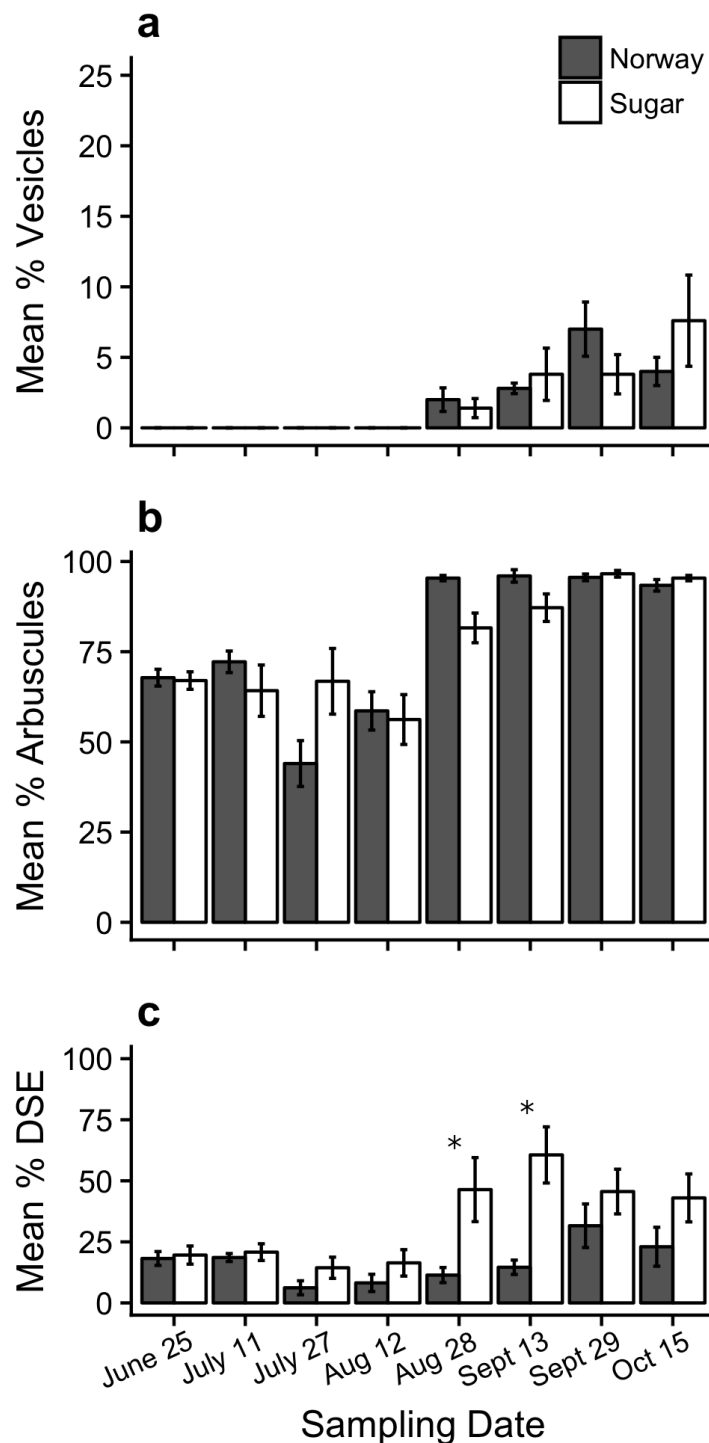 a
Norway
Sugar
25
20
15
10
5
0
Mean % Vesicles
b
100
75
50
25
0
Mean % Arbuscules
c
100
75
50
25
0
Mean % DSE
*
*
June 25
July 11
July 27
Aug 12
Aug 28
Sept 13
Sept 29
Oct 15
Sampling Date